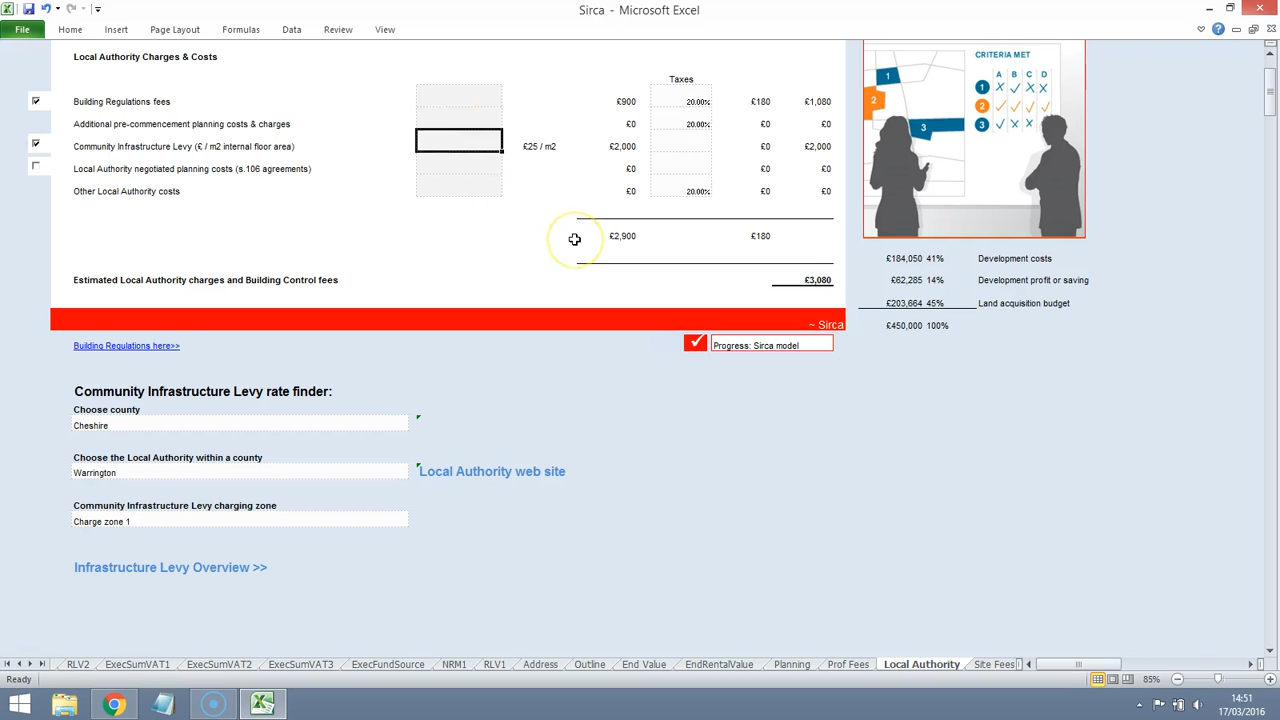 Sirca - Microsoft Excel
File Home Insert Page Layout Formulas Data Review View
Local Authority Charges & Costs
Taxes
Building Regulations fees £900 20.00% £180 £1,080
Additional pre-commencement planning costs & charges £0 20.00% £0 £0
Community Infrastructure Levy (£ / m2 internal floor area) £25 / m2 £2,000 £0 £2,000
Local Authority negotiated planning costs (s.106 agreements) £0 £0 £0
Other Local Authority costs £0 20.00% £0 £0
£2,900 £180
Estimated Local Authority charges and Building Control fees £3,080
~ Sirca
Building Regulations here>>
Progress: Sirca model
CRITERIA MET
A B C D
1
2
3
1
2
3
£184,050 41% Development costs
£62,285 14% Development profit or saving
£203,664 45% Land acquisition budget
£450,000 100%
Community Infrastructure Levy rate finder:
Choose county
Cheshire
Choose the Local Authority within a county
Warrington Local Authority web site
Community Infrastructure Levy charging zone
Charge zone 1
Infrastructure Levy Overview >>
RLV2 ExecSumVAT1 ExecSumVAT2 ExecSumVAT3 ExecFundSource NRM1 RLV1 Address Outline End Value EndRentalValue Planning Prof Fees Local Authority Site Fees
Ready 85%
14:51
17/03/2016